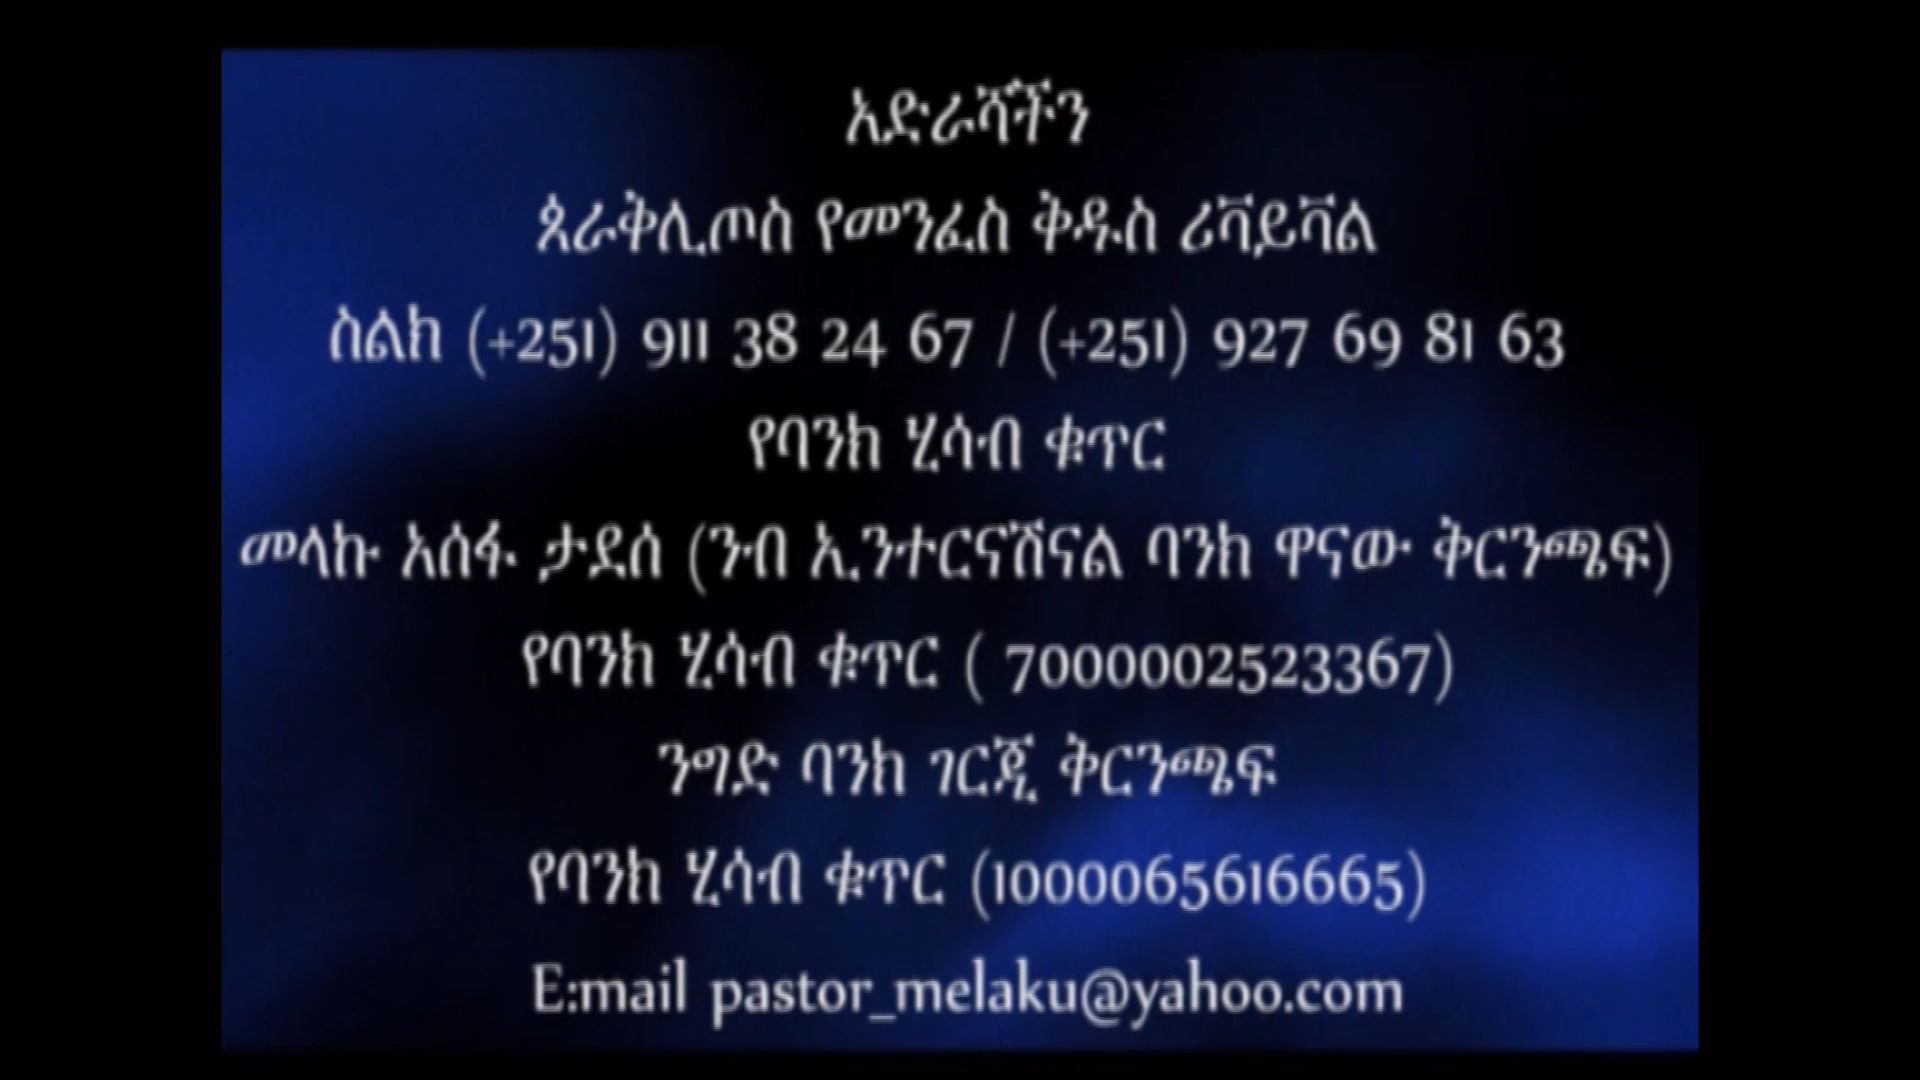 አድራሻችን
ጰራቅሊጦስ የመንፈስ ቅዱስ ሪቫይቫል
ስልክ (+251) 911 38 24 67 / (+251) 927 69 81 63
የባንክ ሂሳብ ቁጥር
መላኩ አሰፋ ታደሰ (ንብ ኢንተርናሽናል ባንክ ዋናው ቅርንጫፍ)
የባንክ ሂሳብ ቁጥር ( 7000002523367)
ንግድ ባንክ ገርጂ ቅርንጫፍ
የባንክ ሂሳብ ቁጥር (1000065616665)
E:mail pastor_melaku@yahoo.com